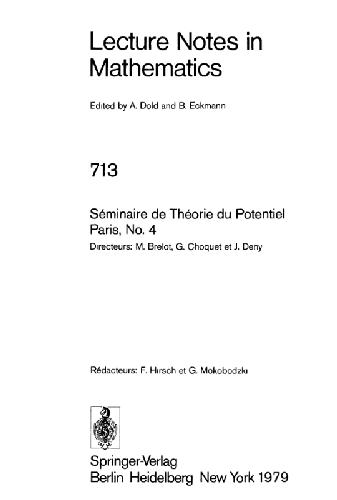 Lecture Notes in
Mathematics
Edited by A. Dold and B. Eckmann
713
Séminaire de Théorie du Potentiel
Paris, No. 4
Directeurs: M. Brelot, G. Choquet et J. Deny
Rédacteurs: F. Hirsch et G. Mokobodzki
Springer-Verlag
Berlin Heidelberg New York 1979